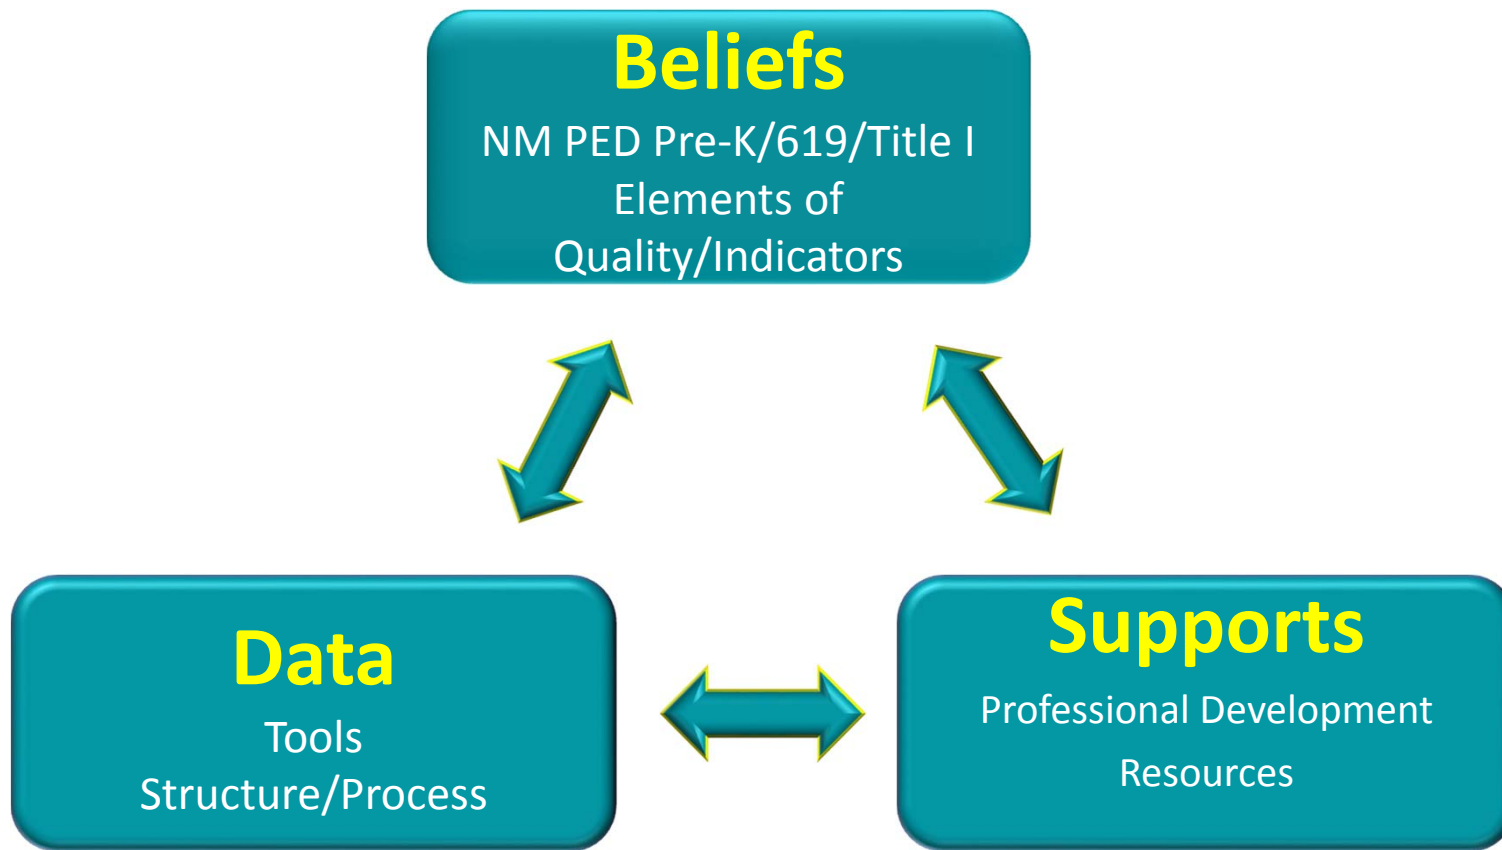 Beliefs
NM PED Pre-K/619/Title I
Elements of
Quality/Indicators
Data
Tools
Structure/Process
Supports
Professional Development
Resources